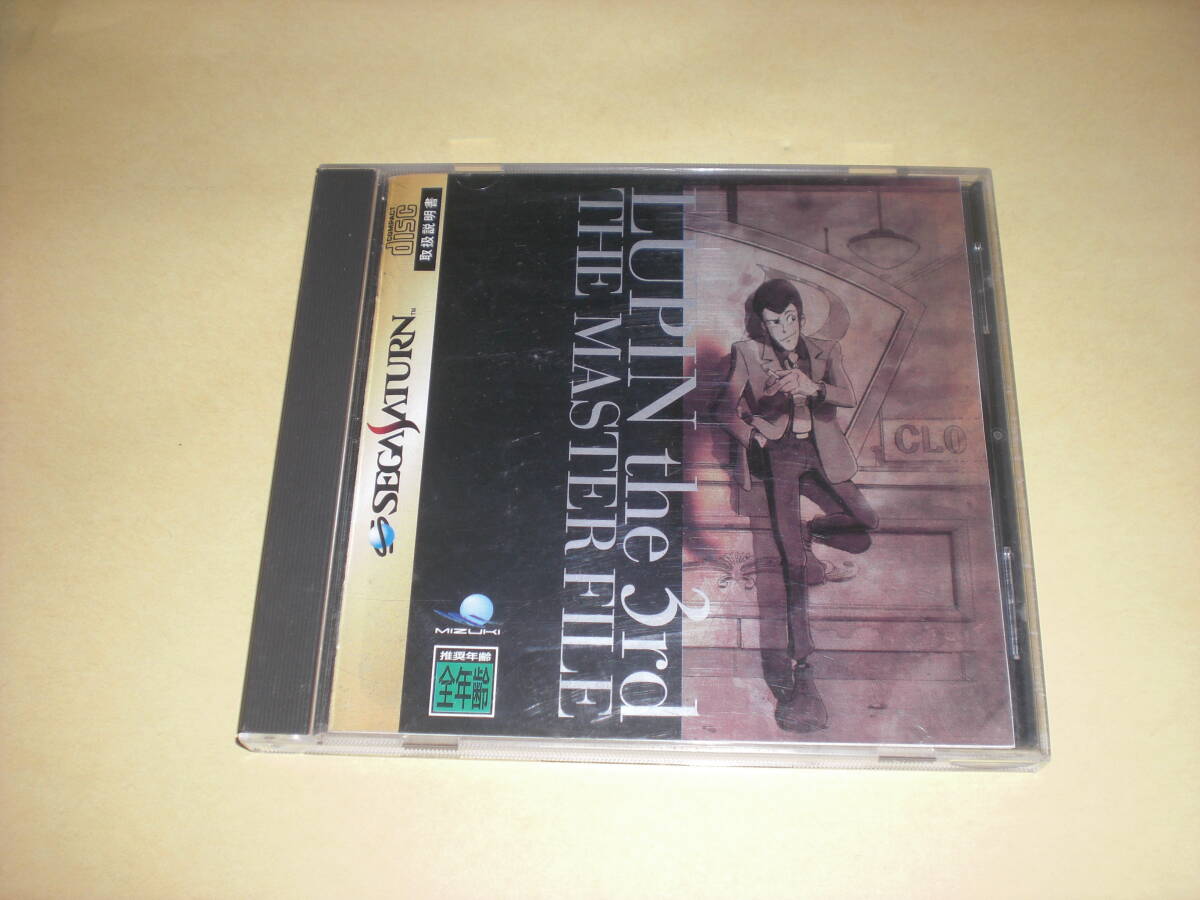 COMPACT
disc
取扱説明書
SEGA SATURN™
LUPIN the 3rd
THE MASTER FILE
CLO
MIZUKI
推奨年齢
全年齢